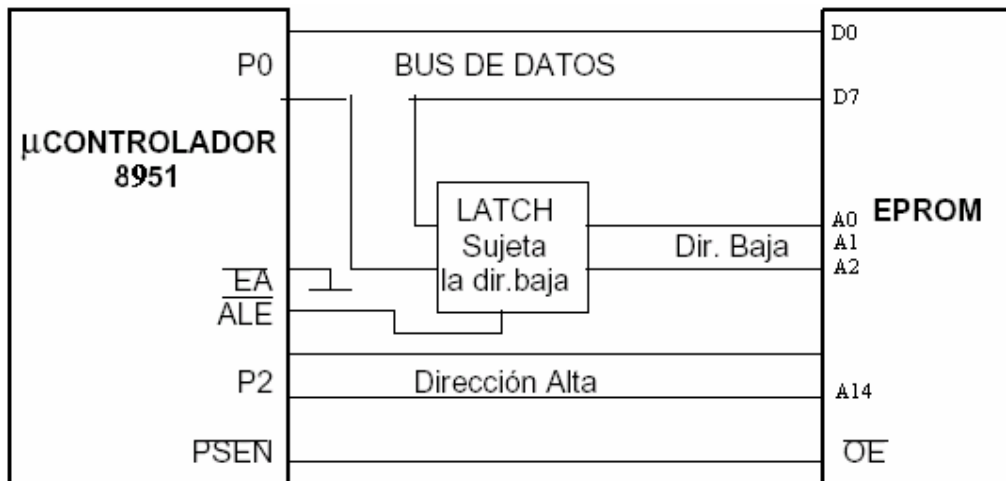 D0
P0
BUS DE DATOS
D7
μCONTROLADOR
8951
LATCH
Sujeta
la dir.baja
A0
EPROM
Dir. Baja
A1
A2
EA
ALE
P2
Dirección Alta
A14
PSEN
OE